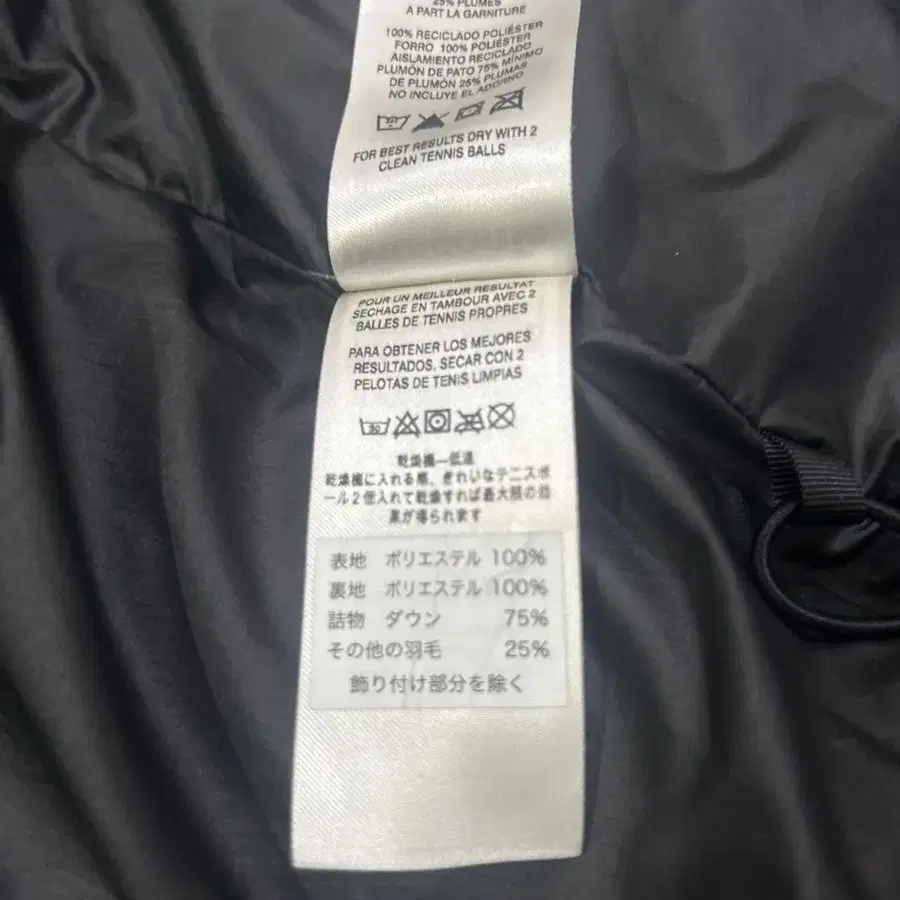 25% PLUMES
A PART LA GARNITURE
100% RECICLADO POLIÉSTER
FORRO 100% POLIÉSTER
AISLAMIENTO RECICLADO
PLUMÓN DE PATO 75% MÍNIMO
DE PLUMÓN 25% PLUMAS
NO INCLUYE EL ADORNO
FOR BEST RESULTS DRY WITH 2
CLEAN TENNIS BALLS
POUR UN MEILLEUR RESULTAT
SECHAGE EN TAMBOUR AVEC 2
BALLES DE TENNIS PROPRES
PARA OBTENER LOS MEJORES
RESULTADOS, SECAR CON 2
PELOTAS DE TENIS LIMPIAS
30
乾燥機—低温
乾燥機に入れる際、きれいなテニスボ
ール2個入れて乾燥すれば最大限の効
果が得られます
表地 ポリエステル 100%
裏地 ポリエステル 100%
詰物 ダウン 75%
その他の羽毛 25%
飾り付け部分を除く